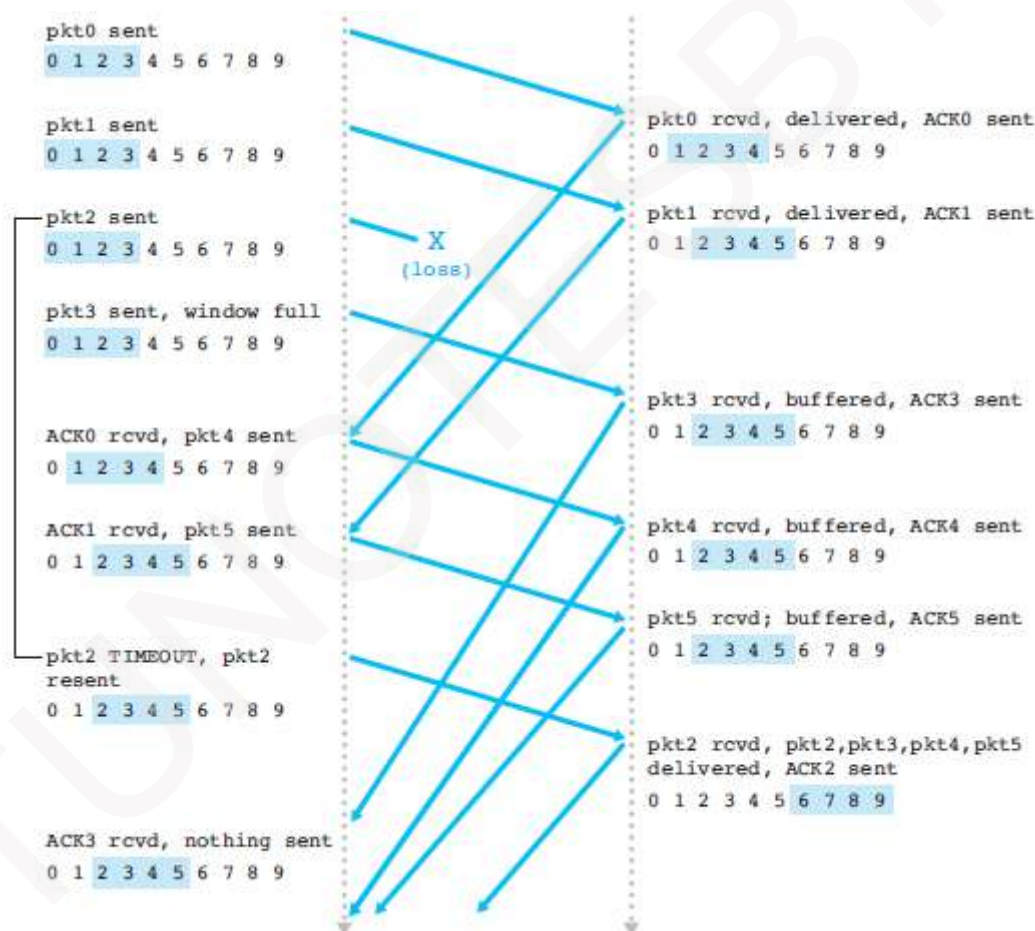 pkt0 sent
0 1 2 3 4 5 6 7 8 9
pkt1 sent
0 1 2 3 4 5 6 7 8 9
pkt2 sent
0 1 2 3 4 5 6 7 8 9
pkt3 sent, window full
0 1 2 3 4 5 6 7 8 9
ACK0 rcvd, pkt4 sent
0 1 2 3 4 5 6 7 8 9
ACK1 rcvd, pkt5 sent
0 1 2 3 4 5 6 7 8 9
pkt2 TIMEOUT, pkt2
resent
0 1 2 3 4 5 6 7 8 9
ACK3 rcvd, nothing sent
0 1 2 3 4 5 6 7 8 9
X
(loss)
pkt0 rcvd, delivered, ACK0 sent
0 1 2 3 4 5 6 7 8 9
pkt1 rcvd, delivered, ACK1 sent
0 1 2 3 4 5 6 7 8 9
pkt3 rcvd, buffered, ACK3 sent
0 1 2 3 4 5 6 7 8 9
pkt4 rcvd, buffered, ACK4 sent
0 1 2 3 4 5 6 7 8 9
pkt5 rcvd; buffered, ACK5 sent
0 1 2 3 4 5 6 7 8 9
pkt2 rcvd, pkt2,pkt3,pkt4,pkt5
delivered, ACK2 sent
0 1 2 3 4 5 6 7 8 9